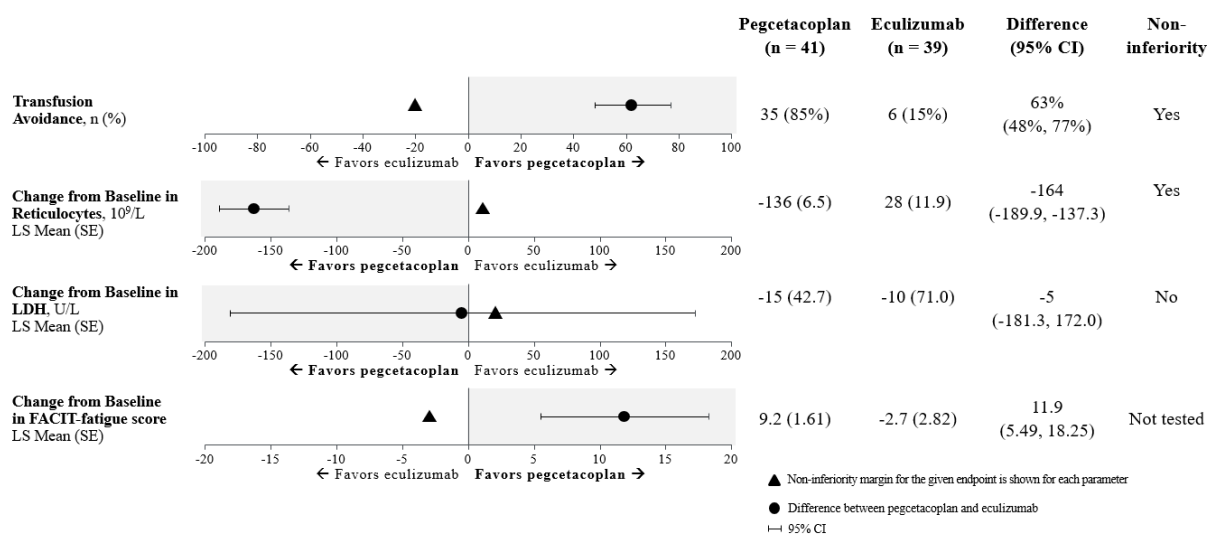 Pegcetacoplan Eculizumab Difference Non-
(n = 41) (n = 39) (95% CI) inferiority
Transfusion
Avoidance, n (%)
35 (85%) 6 (15%) 63%
(48%, 77%) Yes
-100 -80 -60 -40 -20 0 20 40 60 80 100
← Favors eculizumab Favors pegcetacoplan →
Change from Baseline in
Reticulocytes, 10⁹/L
LS Mean (SE)
-136 (6.5) 28 (11.9) -164
(-189.9, -137.3) Yes
-200 -150 -100 -50 0 50 100 150 200
← Favors pegcetacoplan Favors eculizumab →
Change from Baseline in
LDH, U/L
LS Mean (SE)
-15 (42.7) -10 (71.0) -5
(-181.3, 172.0) No
-200 -150 -100 -50 0 50 100 150 200
← Favors pegcetacoplan Favors eculizumab →
Change from Baseline
in FACIT-fatigue score
LS Mean (SE)
9.2 (1.61) -2.7 (2.82) 11.9
(5.49, 18.25) Not tested
-20 -15 -10 -5 0 5 10 15 20
← Favors eculizumab Favors pegcetacoplan →
▲ Non-inferiority margin for the given endpoint is shown for each parameter
● Difference between pegcetacoplan and eculizumab
95% CI